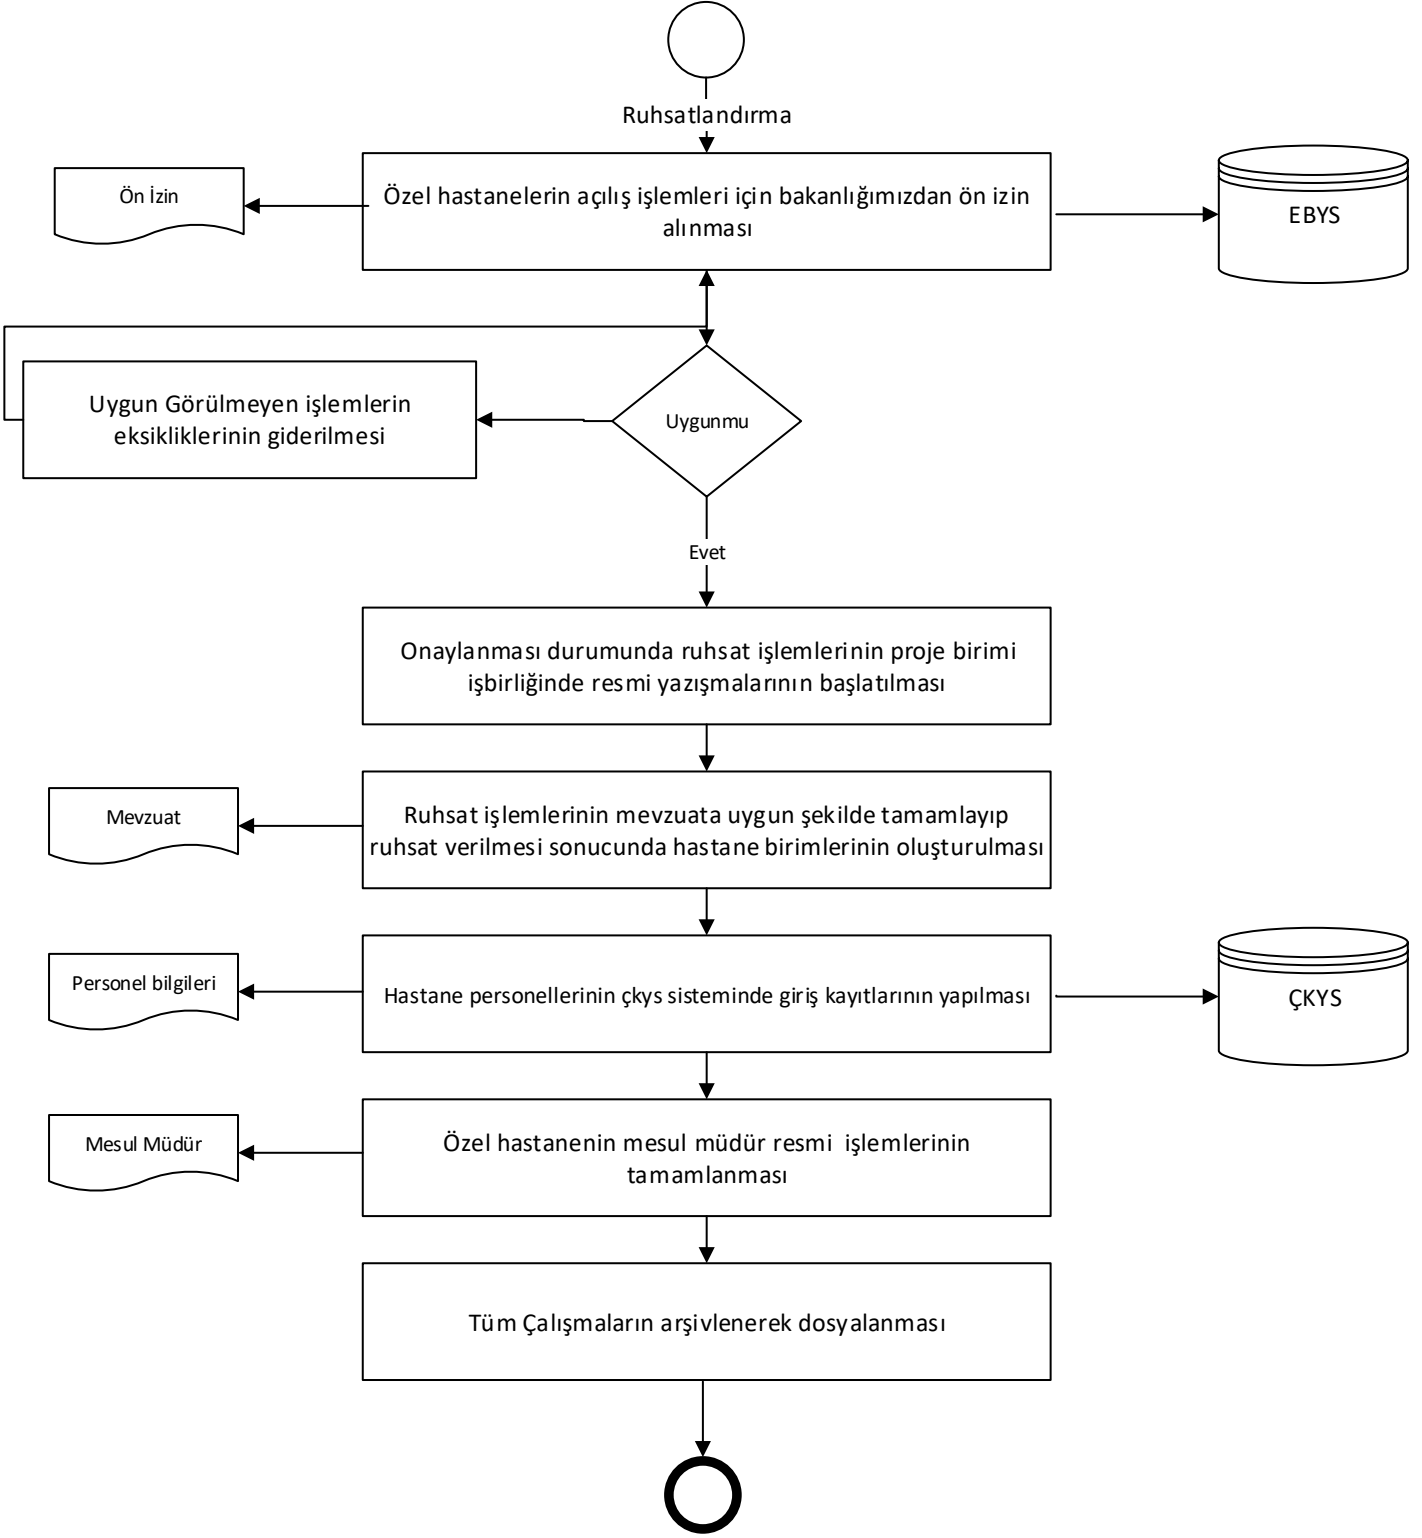 Ruhsatlandırma
Ön İzin
Özel hastanelerin açılış işlemleri için bakanlığımızdan ön izin
alınması
EBYS
Uygun Görülmeyen işlemlerin
eksikliklerinin giderilmesi
Uygunmu
Evet
Onaylanması durumunda ruhsat işlemlerinin proje birimi
işbirliğinde resmi yazışmalarının başlatılması
Mevzuat
Ruhsat işlemlerinin mevzuata uygun şekilde tamamlayıp
ruhsat verilmesi sonucunda hastane birimlerinin oluşturulması
Personel bilgileri
Hastane personellerinin çkys sisteminde giriş kayıtlarının yapılması
ÇKYS
Mesul Müdür
Özel hastanenin mesul müdür resmi  işlemlerinin
tamamlanması
Tüm Çalışmaların arşivlenerek dosyalanması